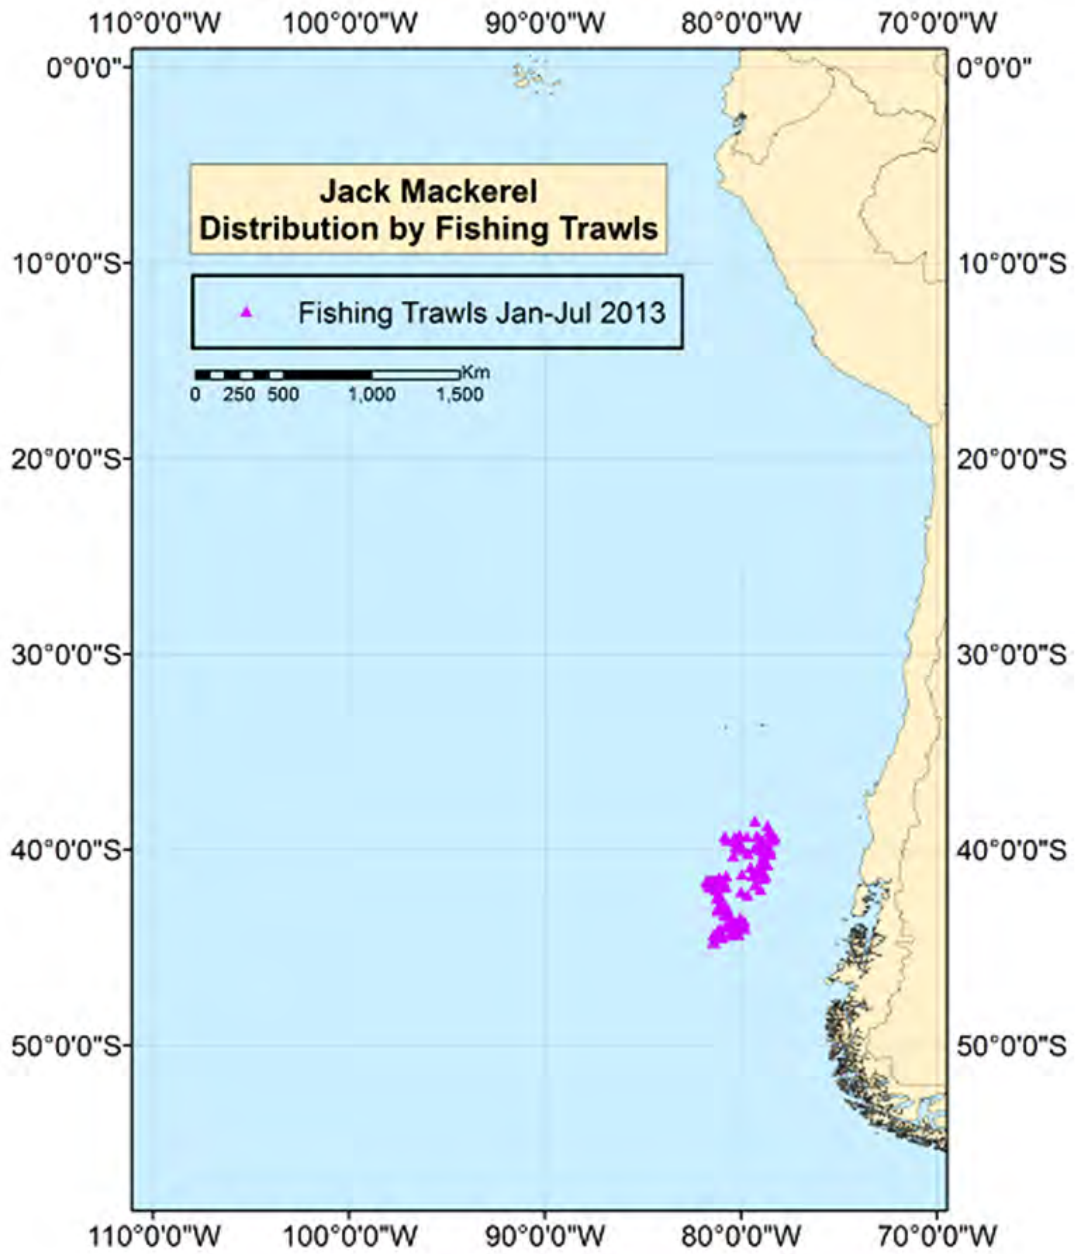 110°0'0"W 100°0'0"W 90°0'0"W 80°0'0"W 70°0'0"W
0°0'0" 0°0'0"
Jack Mackerel
Distribution by Fishing Trawls
10°0'0"S 10°0'0"S
Fishing Trawls Jan-Jul 2013
Km
0 250 500 1,000 1,500
20°0'0"S 20°0'0"S
30°0'0"S 30°0'0"S
40°0'0"S 40°0'0"S
50°0'0"S 50°0'0"S
110°0'0"W 100°0'0"W 90°0'0"W 80°0'0"W 70°0'0"W